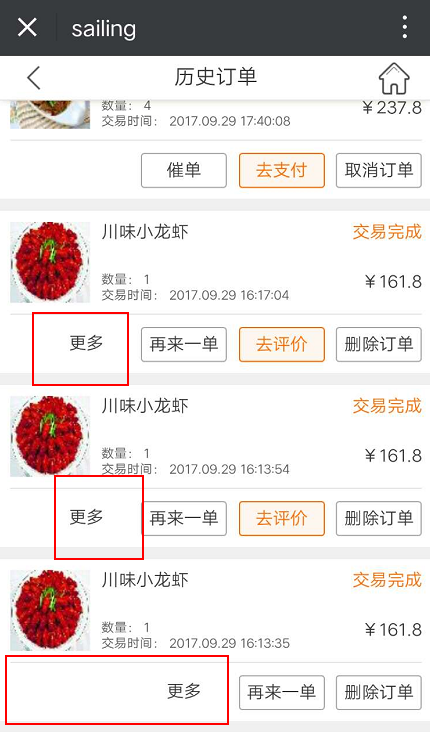 sailing
历史订单
数量： 4
￥237.8
交易时间： 2017.09.29 17:40:08
催单 去支付 取消订单
川味小龙虾 交易完成
数量： 1
￥161.8
交易时间： 2017.09.29 16:17:04
更多 再来一单 去评价 删除订单
川味小龙虾 交易完成
数量： 1
￥161.8
交易时间： 2017.09.29 16:13:54
更多 再来一单 去评价 删除订单
川味小龙虾 交易完成
数量： 1
￥161.8
交易时间： 2017.09.29 16:13:35
更多 再来一单 删除订单